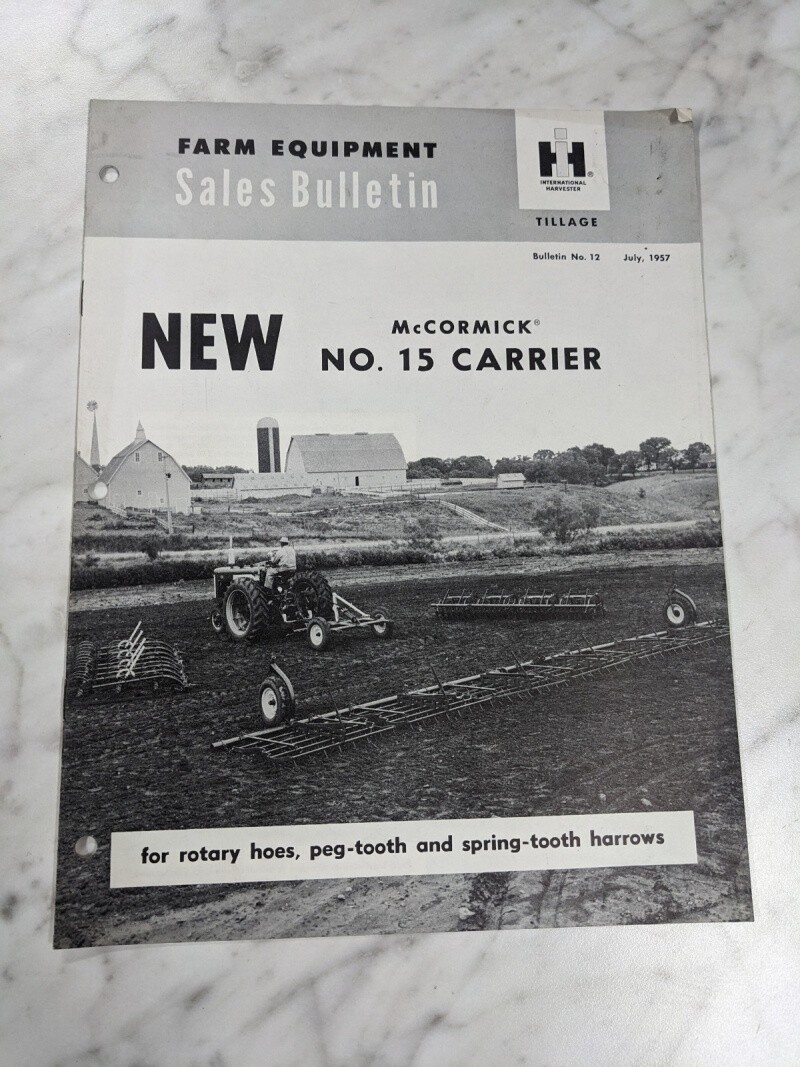 FARM EQUIPMENT
Sales Bulletin
IH
®
INTERNATIONAL
HARVESTER
TILLAGE
Bulletin No. 12 July, 1957
NEW
McCORMICK®
NO. 15 CARRIER
for rotary hoes, peg-tooth and spring-tooth harrows